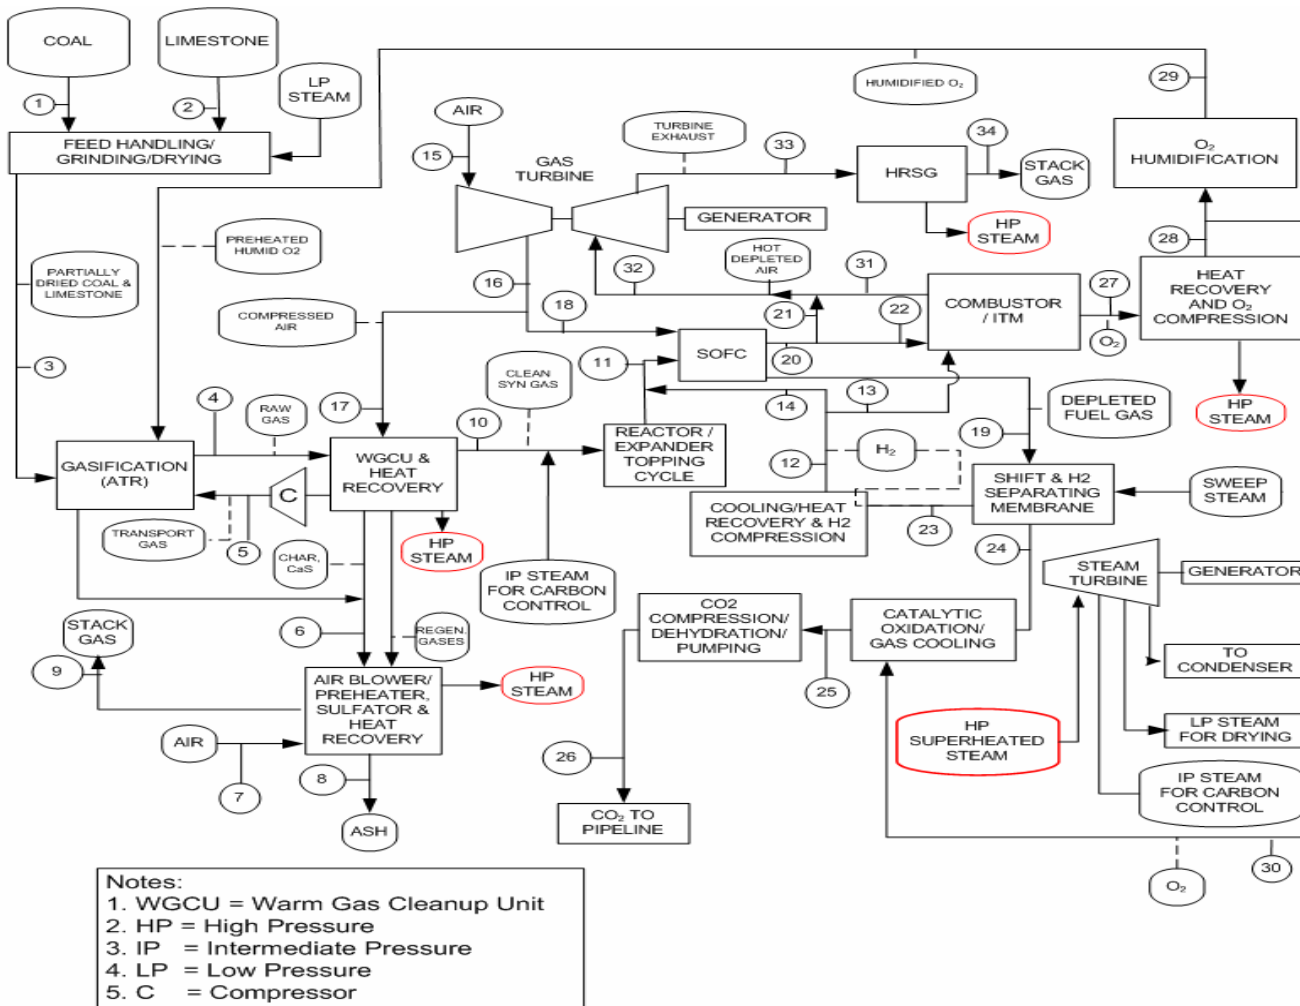 COAL
LIMESTONE
LP
STEAM
1
2
FEED HANDLING/
GRINDING/DRYING
AIR
15
GAS
TURBINE
TURBINE
EXHAUST
33
HRSG
34
STACK
GAS
HP
STEAM
GENERATOR
HUMIDIFIED O₂
29
O₂
HUMIDIFICATION
28
HEAT
RECOVERY
AND O₂
COMPRESSION
27
O₂
HP
STEAM
PREHEATED
HUMID O2
PARTIALLY
DRIED COAL &
LIMESTONE
COMPRESSED
AIR
3
16
18
32
HOT
DEPLETED
AIR
31
21
22
20
COMBUSTOR
/ ITM
SOFC
11
CLEAN
SYN GAS
13
14
DEPLETED
FUEL GAS
4
RAW
GAS
17
10
GASIFICATION
(ATR)
WGCU &
HEAT
RECOVERY
C
TRANSPORT
GAS
5
CHAR,
CaS
HP
STEAM
REACTOR /
EXPANDER
TOPPING
CYCLE
12
H₂
19
SHIFT & H2
SEPARATING
MEMBRANE
SWEEP
STEAM
COOLING/HEAT
RECOVERY & H2
COMPRESSION
23
24
IP STEAM
FOR CARBON
CONTROL
STEAM
TURBINE
GENERATOR
STACK
GAS
6
REGEN.
GASES
9
AIR BLOWER/
PREHEATER,
SULFATOR &
HEAT
RECOVERY
HP
STEAM
AIR
7
8
ASH
CO2
COMPRESSION/
DEHYDRATION/
PUMPING
CATALYTIC
OXIDATION/
GAS COOLING
25
26
CO₂ TO
PIPELINE
HP
SUPERHEATED
STEAM
TO
CONDENSER
LP STEAM
FOR DRYING
IP STEAM
FOR CARBON
CONTROL
O₂
30
Notes:
1. WGCU = Warm Gas Cleanup Unit
2. HP = High Pressure
3. IP = Intermediate Pressure
4. LP = Low Pressure
5. C = Compressor